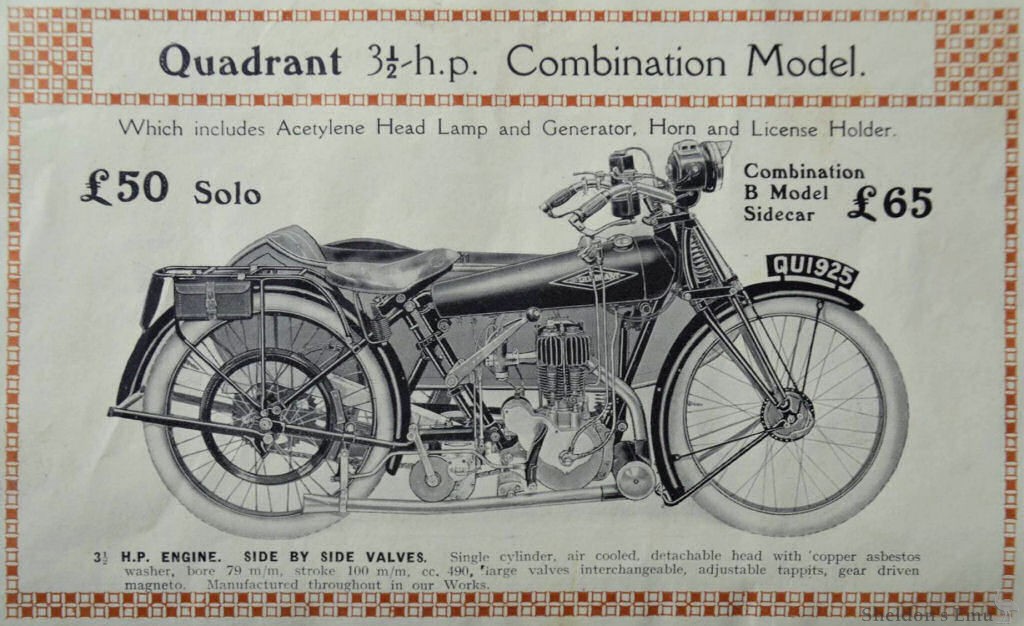 Quadrant 3½-h.p. Combination Model.
Which includes Acetylene Head Lamp and Generator, Horn and License Holder.
£50 Solo
Combination
B Model
Sidecar £65
QU1925
QUADRANT
3½ H.P. ENGINE. SIDE BY SIDE VALVES. Single cylinder, air cooled, detachable head with copper asbestos
washer, bore 79 m/m, stroke 100 m/m, cc. 490, large valves interchangeable, adjustable tappits, gear driven
magneto. Manufactured throughout in our Works.
Sheldon's Emu